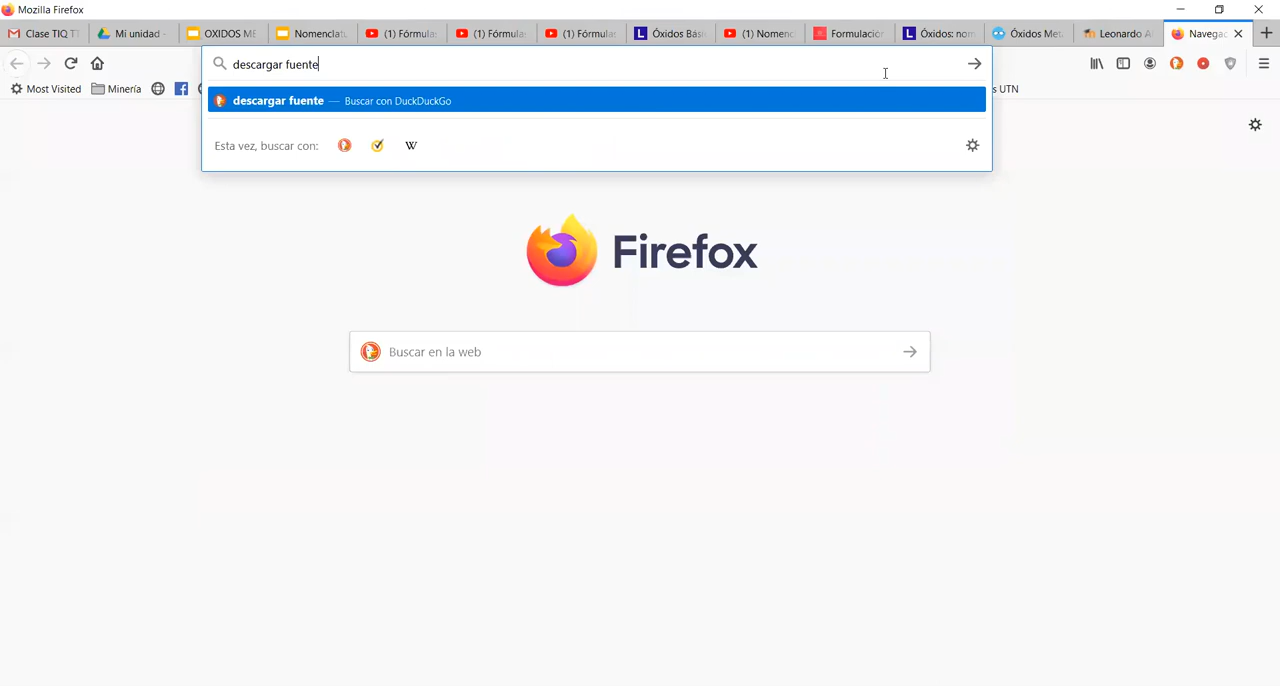 Mozilla Firefox
Clase TIQ T
Mi unidad -
OXIDOS ME
Nomenclatu
(1) Fórmula
(1) Fórmula
(1) Fórmula
Óxidos Bási
(1) Nomenc
Formulación
Óxidos: nom
Óxidos Meta
Leonardo Al
Navegac
descargar fuente
Most Visited
Minería
s UTN
descargar fuente — Buscar con DuckDuckGo
Esta vez, buscar con:
W
Firefox
Buscar en la web